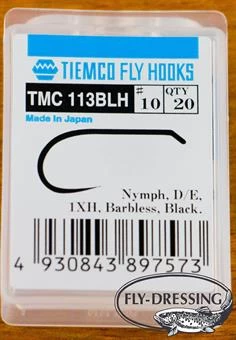 TIEMCO FLY HOOKS
TMC 113BLH # 10 QTY 20
Made in Japan
Nymph, D/E,
1XH, Barbless, Black.
4 930843 897573
FLY-DRESSING